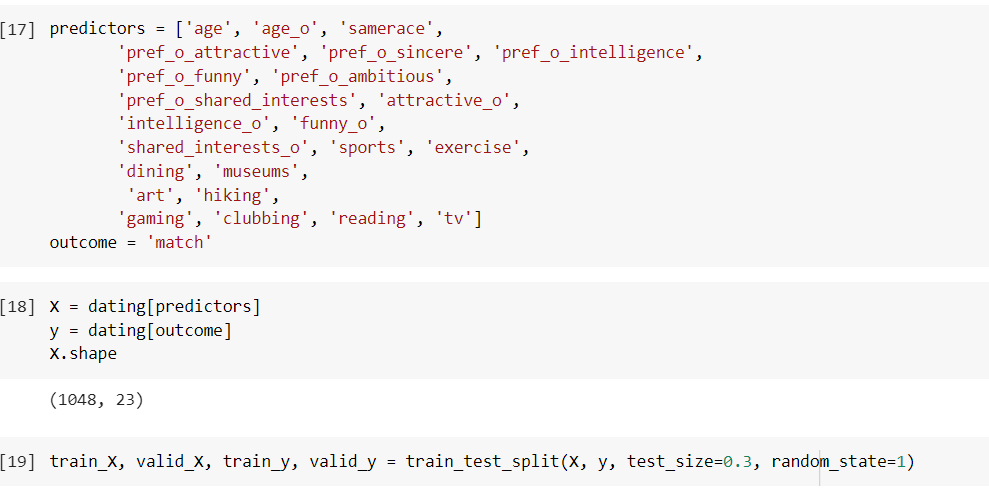 [17] predictors = ['age', 'age_o', 'samerace',
'pref_o_attractive', 'pref_o_sincere', 'pref_o_intelligence',
'pref_o_funny', 'pref_o_ambitious',
'pref_o_shared_interests', 'attractive_o',
'intelligence_o', 'funny_o',
'shared_interests_o', 'sports', 'exercise',
'dining', 'museums',
'art', 'hiking',
'gaming', 'clubbing', 'reading', 'tv']
outcome = 'match'
[18] X = dating[predictors]
y = dating[outcome]
X.shape
(1048, 23)
[19] train_X, valid_X, train_y, valid_y = train_test_split(X, y, test_size=0.3, random_state=1)